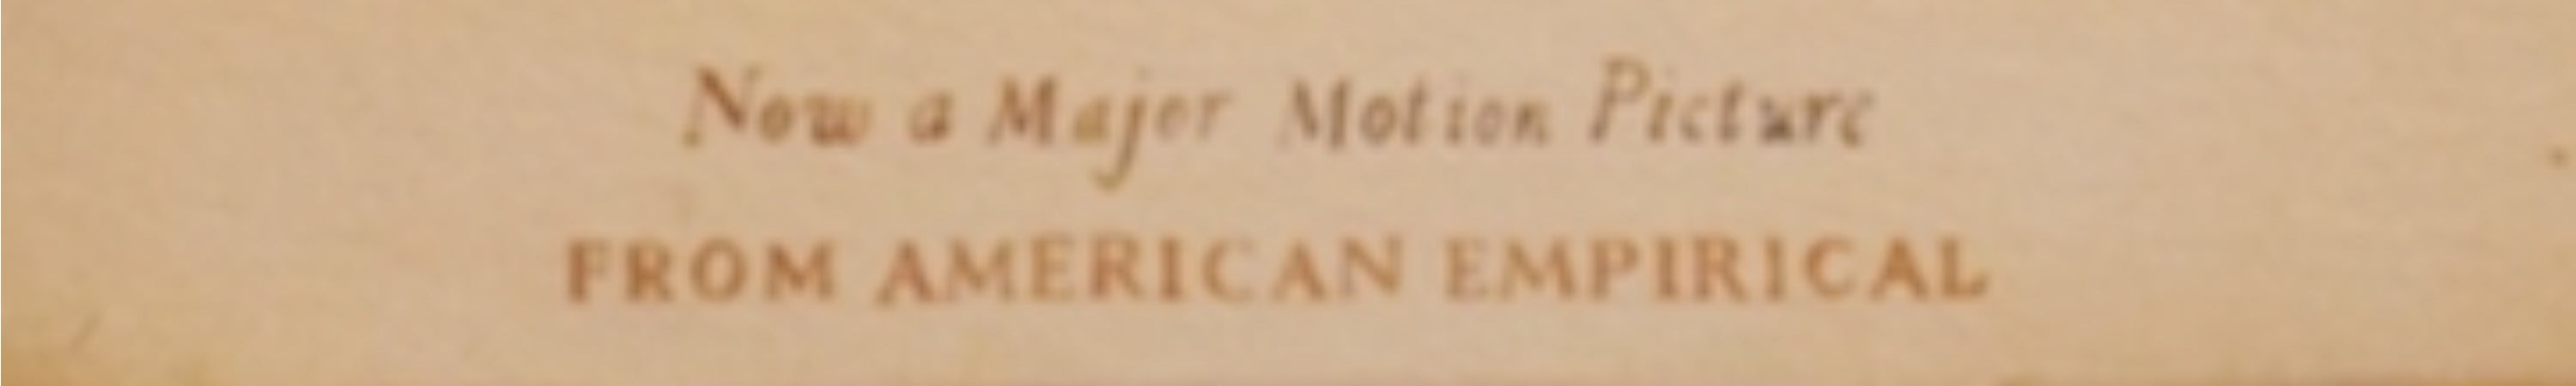 Now a Major Motion Picture
FROM AMERICAN EMPIRICAL